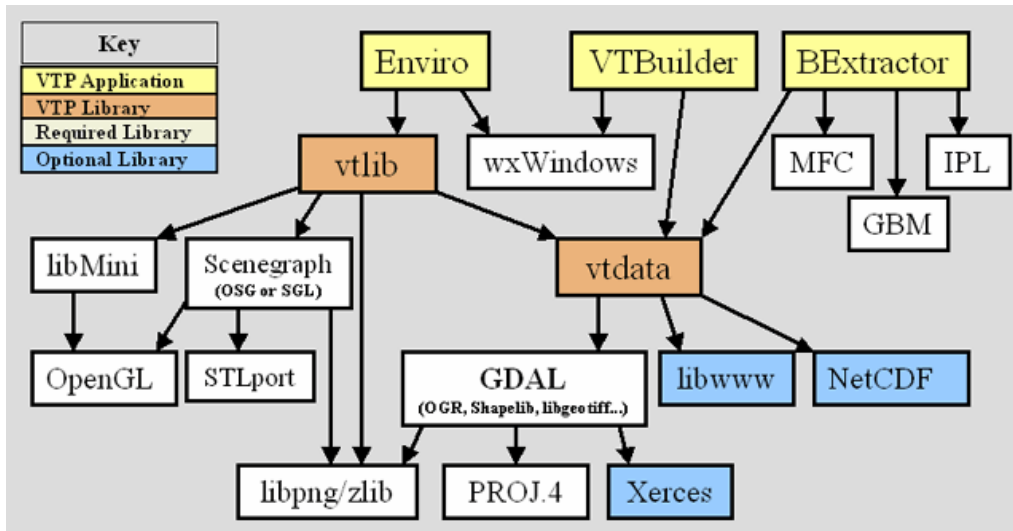 Key
VTP Application
VTP Library
Required Library
Optional Library
Enviro
VTBuilder
BExtractor
vtlib
wxWindows
MFC
IPL
GBM
libMini
Scenegraph
(OSG or SGL)
vtdata
OpenGL
STLport
GDAL
(OGR, Shapelib, libgeotiff...)
libwww
NetCDF
libpng/zlib
PROJ.4
Xerces